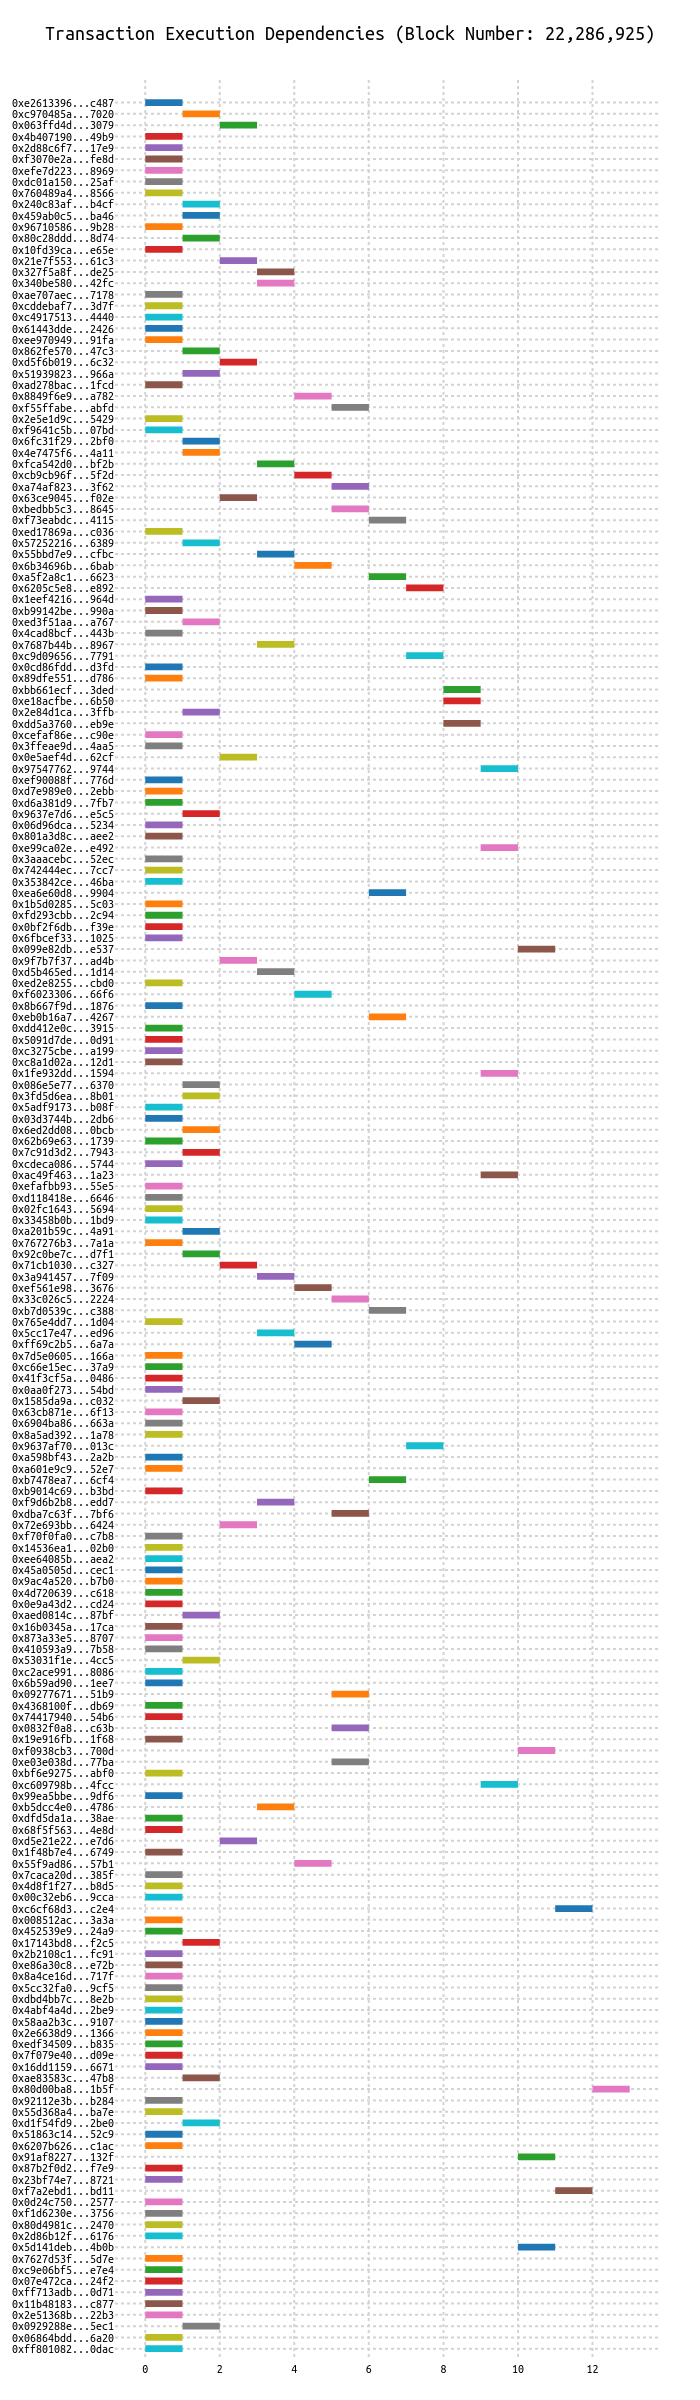 Transaction Execution Dependencies (Block Number: 22,286,925)
0xe2613396...c487
0xc970485a...7020
0x063ffd4d...3079
0x4b407190...49b9
0x2d88c6f7...17e9
0xf3070e2a...fe8d
0xefe7d223...8969
0xdc01a150...25af
0x760489a4...8566
0x240c83af...b4cf
0x459ab0c5...ba46
0x96710586...9b28
0x80c28ddd...8d74
0x10fd39ca...e65e
0x21e7f553...61c3
0x327f5a8f...de25
0x340be580...42fc
0xae707aec...7178
0xcddebaf7...3d7f
0xc4917513...4440
0x61443dde...2426
0xee970949...91fa
0x862fe570...47c3
0xd5f6b019...6c32
0x51939823...966a
0xad278bac...1fcd
0x8849f6e9...a782
0xf55ffabe...abfd
0x2e5e1d9c...5429
0xf9641c5b...07bd
0x6fc31f29...2bf0
0x4e7475f6...4a11
0xfca542d0...bf2b
0xcb9cb96f...5f2d
0xa74af823...3f62
0x63ce9045...f02e
0xbedbb5c3...8645
0xf73eabdc...4115
0xed17869a...c036
0x57252216...6389
0x55bbd7e9...cfbc
0x6b34696b...6bab
0xa5f2a8c1...6623
0x6205c5e8...e892
0x1eef4216...964d
0xb99142be...990a
0xed3f51aa...a767
0x4cad8bcf...443b
0x7687b44b...8967
0xc9d09656...7791
0x0cd86fdd...d3fd
0x89dfe551...d786
0xbb661ecf...3ded
0xe18acfbe...6b50
0x2e84d1ca...3ffb
0xdd5a3760...eb9e
0xcefaf86e...c90e
0x3ffeae9d...4aa5
0x0e5aef4d...62cf
0x97547762...9744
0xef90088f...776d
0xd7e989e0...2ebb
0xd6a381d9...7fb7
0x9637e7d6...e5c5
0x06d96dca...5234
0x801a3d8c...aee2
0xe99ca02e...e492
0x3aaacebc...52ec
0x742444ec...7cc7
0x353842ce...46ba
0xea6e60d8...9904
0x1b5d0285...5c03
0xfd293cbb...2c94
0x0bf2f6db...f39e
0x6fbcef33...1025
0x099e82db...e537
0x9f7b7f37...ad4b
0xd5b465ed...1d14
0xed2e8255...cbd0
0xf6023306...66f6
0x8b667f9d...1876
0xeb0b16a7...4267
0xdd412e0c...3915
0x5091d7de...0d91
0xc3275cbe...a199
0xc8a1d02a...12d1
0x1fe932dd...1594
0x086e5e77...6370
0x3fd5d6ea...8b01
0x5adf9173...b08f
0x03d3744b...2db6
0x6ed2dd08...0bcb
0x62b69e63...1739
0x7c91d3d2...7943
0xcdeca086...5744
0xac49f463...1a23
0xefafbb93...55e5
0xd118418e...6646
0x02fc1643...5694
0x33458b0b...1bd9
0xa201b59c...4a91
0x767276b3...7a1a
0x92c0be7c...d7f1
0x71cb1030...c327
0x3a941457...7f09
0xef561e98...3676
0x33c026c5...2224
0xb7d0539c...c388
0x765e4dd7...1d04
0x5cc17e47...ed96
0xff69c2b5...6a7a
0x7d5e0605...166a
0xc66e15ec...37a9
0x41f3cf5a...0486
0x0aa0f273...54bd
0x1585da9a...c032
0x63cb871e...6f13
0x6904ba86...663a
0x8a5ad392...1a78
0x9637af70...013c
0xa598bf43...2a2b
0xa601e9c9...52e7
0xb7478ea7...6cf4
0xb9014c69...b3bd
0xf9d6b2b8...edd7
0xdba7c63f...7bf6
0x72e693bb...6424
0xf70f0fa0...c7b8
0x14536ea1...02b0
0xee64085b...aea2
0x45a0505d...cec1
0x9ac4a520...b7b0
0x4d720639...c618
0x0e9a43d2...cd24
0xaed0814c...87bf
0x16b0345a...17ca
0x873a33e5...8707
0x410593a9...7b58
0x53031f1e...4cc5
0xc2ace991...8086
0x6b59ad90...1ee7
0x09277671...51b9
0x4368100f...db69
0x74417940...54b6
0x0832f0a8...c63b
0x19e916fb...1f68
0xf0938cb3...700d
0xe03e038d...77ba
0xbf6e9275...abf0
0xc609798b...4fcc
0x99ea5bbe...9df6
0xb5dcc4e0...4786
0xdfd5da1a...38ae
0x68f5f563...4e8d
0xd5e21e22...e7d6
0x1f48b7e4...6749
0x55f9ad86...57b1
0x7caca20d...385f
0x4d8f1f27...b8d5
0x00c32eb6...9cca
0xc6cf68d3...c2e4
0x008512ac...3a3a
0x452539e9...24a9
0x17143bd8...f2c5
0x2b2108c1...fc91
0xe86a30c8...e72b
0x8a4ce16d...717f
0x5cc32fa0...9cf5
0xdbd4bb7c...8e2b
0x4abf4a4d...2be9
0x58aa2b3c...9107
0x2e6638d9...1366
0xedf34509...b835
0x7f079e40...d09e
0x16dd1159...6671
0xae83583c...47b8
0x80d00ba8...1b5f
0x92112e3b...b284
0x55d368a4...ba7e
0xd1f54fd9...2be0
0x51863c14...52c9
0x6207b626...c1ac
0x91af8227...132f
0x87b2f0d2...f7e9
0x23bf74e7...8721
0xf7a2ebd1...bd11
0x0d24c750...2577
0xf1d6230e...3756
0x80d4981c...2470
0x2d86b12f...6176
0x5d141deb...4b0b
0x7627d53f...5d7e
0xc9e06bf5...e7e4
0x07e472ca...24f2
0xff713adb...0d71
0x11b48183...c877
0x2e51368b...22b3
0x0929288e...5ec1
0x06864bdd...6a20
0xff801082...0dac
0 2 4 6 8 10 12